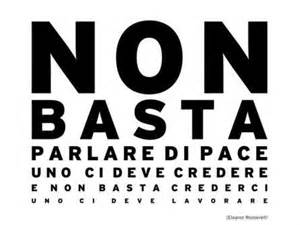 NON
BASTA
PARLARE DI PACE
UNO CI DEVE CREDERE
E NON BASTA CREDERCI
UNO CI DEVE LAVORARE
(Eleanor Roosevelt)